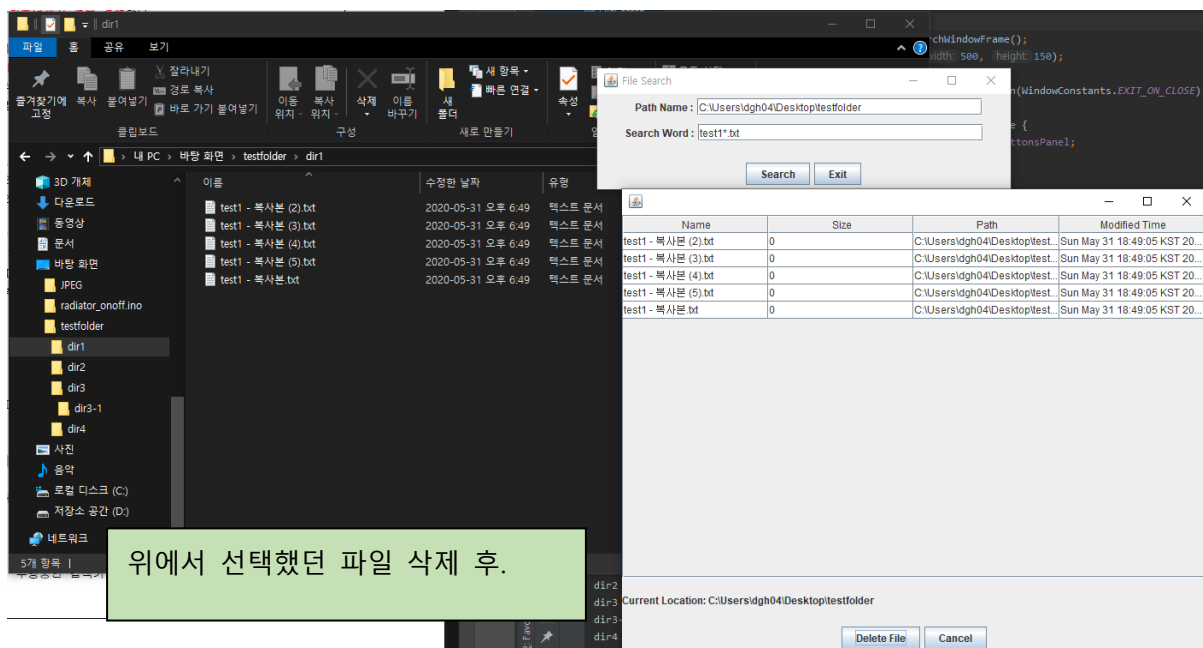 dir1
파일 홈 공유 보기
즐겨찾기에 고정
복사
붙여넣기
잘라내기
경로 복사
바로 가기 붙여넣기
클립보드
이동 위치
복사 위치
삭제
이름 바꾸기
구성
새 폴더
새 항목
빠른 연결
새로 만들기
속성
내 PC > 바탕 화면 > testfolder > dir1
3D 개체
다운로드
동영상
문서
바탕 화면
JPEG
radiator_onoff.ino
testfolder
dir1
dir2
dir3
dir3-1
dir4
사진
음악
로컬 디스크 (C:)
저장소 공간 (D:)
네트워크
5개 항목
이름 수정한 날짜 유형
test1 - 복사본 (2).txt 2020-05-31 오후 6:49 텍스트 문서
test1 - 복사본 (3).txt 2020-05-31 오후 6:49 텍스트 문서
test1 - 복사본 (4).txt 2020-05-31 오후 6:49 텍스트 문서
test1 - 복사본 (5).txt 2020-05-31 오후 6:49 텍스트 문서
test1 - 복사본.txt 2020-05-31 오후 6:49 텍스트 문서
chWindowFrame();
width: 500, height: 150);
n(WindowConstants.EXIT_ON_CLOSE)
e {
ttonsPanel;
File Search
Path Name : C:\Users\dgh04\Desktop\testfolder
Search Word : test1*.txt
Search Exit
Name Size Path Modified Time
test1 - 복사본 (2).txt 0 C:\Users\dgh04\Desktop\test... Sun May 31 18:49:05 KST 20...
test1 - 복사본 (3).txt 0 C:\Users\dgh04\Desktop\test... Sun May 31 18:49:05 KST 20...
test1 - 복사본 (4).txt 0 C:\Users\dgh04\Desktop\test... Sun May 31 18:49:05 KST 20...
test1 - 복사본 (5).txt 0 C:\Users\dgh04\Desktop\test... Sun May 31 18:49:05 KST 20...
test1 - 복사본.txt 0 C:\Users\dgh04\Desktop\test... Sun May 31 18:49:05 KST 20...
Current Location: C:\Users\dgh04\Desktop\testfolder
Delete File Cancel
위에서 선택했던 파일 삭제 후.
dir2
dir3
dir3-
dir4